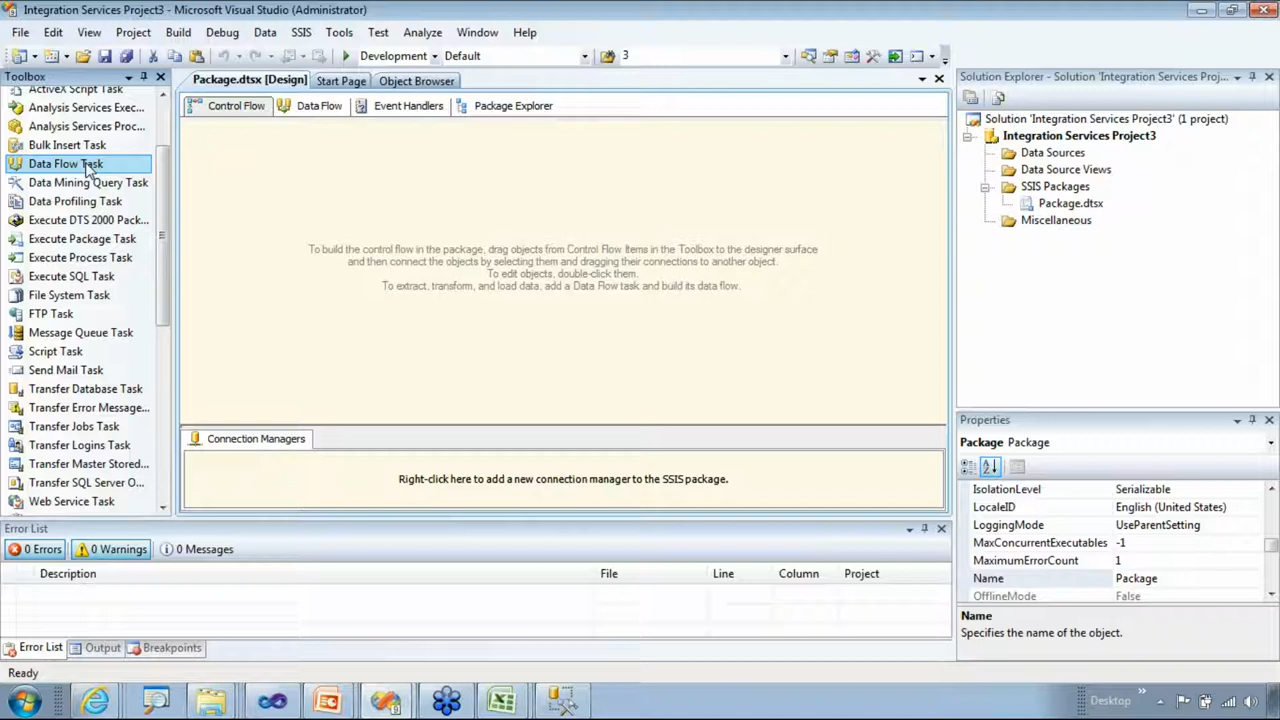 Integration Services Project3 - Microsoft Visual Studio (Administrator)
File Edit View Project Build Debug Data SSIS Tools Test Analyze Window Help
Development Default 3
Toolbox
ActiveX Script Task
Analysis Services Exec...
Analysis Services Proc...
Bulk Insert Task
Data Flow Task
Data Mining Query Task
Data Profiling Task
Execute DTS 2000 Pack...
Execute Package Task
Execute Process Task
Execute SQL Task
File System Task
FTP Task
Message Queue Task
Script Task
Send Mail Task
Transfer Database Task
Transfer Error Message...
Transfer Jobs Task
Transfer Logins Task
Transfer Master Stored...
Transfer SQL Server O...
Web Service Task
Package.dtsx [Design] Start Page Object Browser
Control Flow Data Flow Event Handlers Package Explorer
To build the control flow in the package, drag objects from Control Flow Items in the Toolbox to the designer surface
and then connect the objects by selecting them and dragging their connections to another object.
To edit objects, double-click them.
To extract, transform, and load data, add a Data Flow task and build its data flow.
Connection Managers
Right-click here to add a new connection manager to the SSIS package.
Solution Explorer - Solution 'Integration Services Proj...
Solution 'Integration Services Project3' (1 project)
Integration Services Project3
Data Sources
Data Source Views
SSIS Packages
Package.dtsx
Miscellaneous
Properties
Package Package
IsolationLevel Serializable
LocaleID English (United States)
LoggingMode UseParentSetting
MaxConcurrentExecutables -1
MaximumErrorCount 1
Name Package
OfflineMode False
Name
Specifies the name of the object.
Error List
0 Errors 0 Warnings 0 Messages
Description File Line Column Project
Error List Output Breakpoints
Ready
Desktop